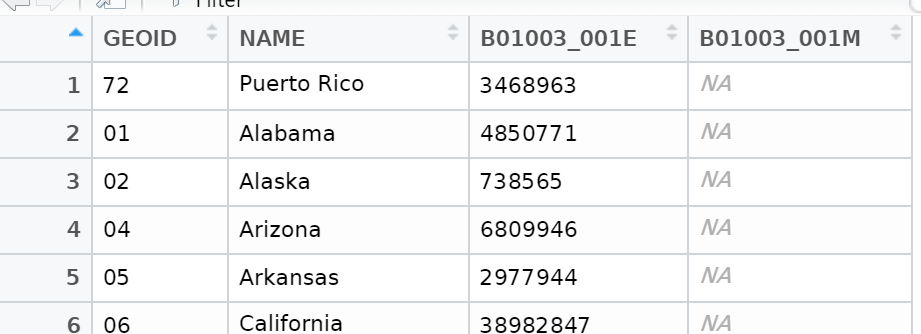 Filter
GEOID NAME B01003_001E B01003_001M
1 72 Puerto Rico 3468963 NA
2 01 Alabama 4850771 NA
3 02 Alaska 738565 NA
4 04 Arizona 6809946 NA
5 05 Arkansas 2977944 NA
6 06 California 38982847 NA